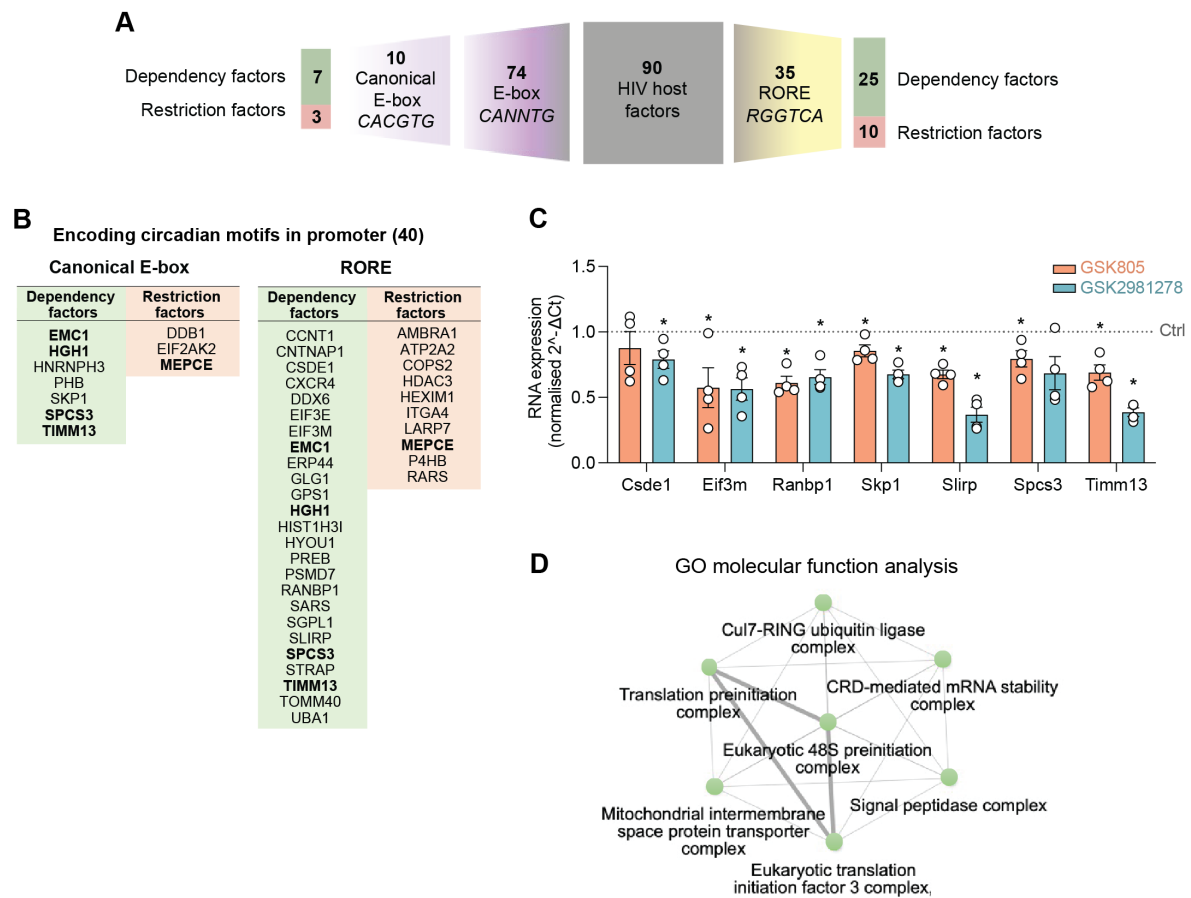 A
Dependency factors
Restriction factors
7
3
10
Canonical
E-box
CACGTG
74
E-box
CANNTG
90
HIV host
factors
35
RORE
RGGTCA
25
10
Dependency factors
Restriction factors
B
Encoding circadian motifs in promoter (40)
Canonical E-box
Dependency
factors
EMC1
HGH1
HNRNPH3
PHB
SKP1
SPCS3
TIMM13
Restriction
factors
DDB1
EIF2AK2
MEPCE
RORE
Dependency
factors
CCNT1
CNTNAP1
CSDE1
CXCR4
DDX6
EIF3E
EIF3M
EMC1
ERP44
GLG1
GPS1
HGH1
HIST1H3I
HYOU1
PREB
PSMD7
RANBP1
SARS
SGPL1
SLIRP
SPCS3
STRAP
TIMM13
TOMM40
UBA1
Restriction
factors
AMBRA1
ATP2A2
COPS2
HDAC3
HEXIM1
ITGA4
LARP7
MEPCE
P4HB
RARS
C
RNA expression
(normalised 2^-ΔCt)
1.5
1.0
0.5
0.0
GSK805
GSK2981278
Ctrl
* * * * * * * * * * * *
Csde1 Eif3m Ranbp1 Skp1 Slirp Spcs3 Timm13
D
GO molecular function analysis
Cul7-RING ubiquitin ligase
complex
Translation preinitiation
complex
CRD-mediated mRNA stability
complex
Eukaryotic 48S preinitiation
complex
Mitochondrial intermembrane
space protein transporter
complex
Signal peptidase complex
Eukaryotic translation
initiation factor 3 complex,